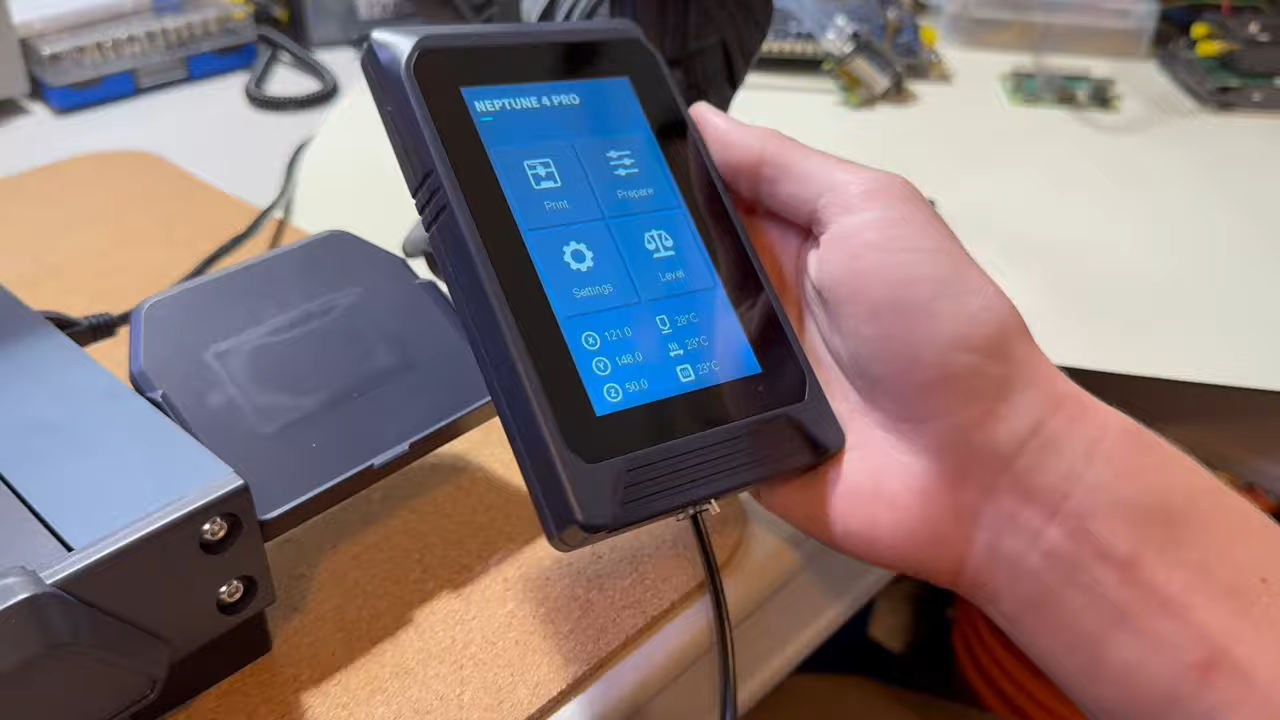 NEPTUNE 4 PRO
Print
Prepare
Settings
Level
X 121.0
28°C
Y 148.0
23°C
Z 50.0
23°C